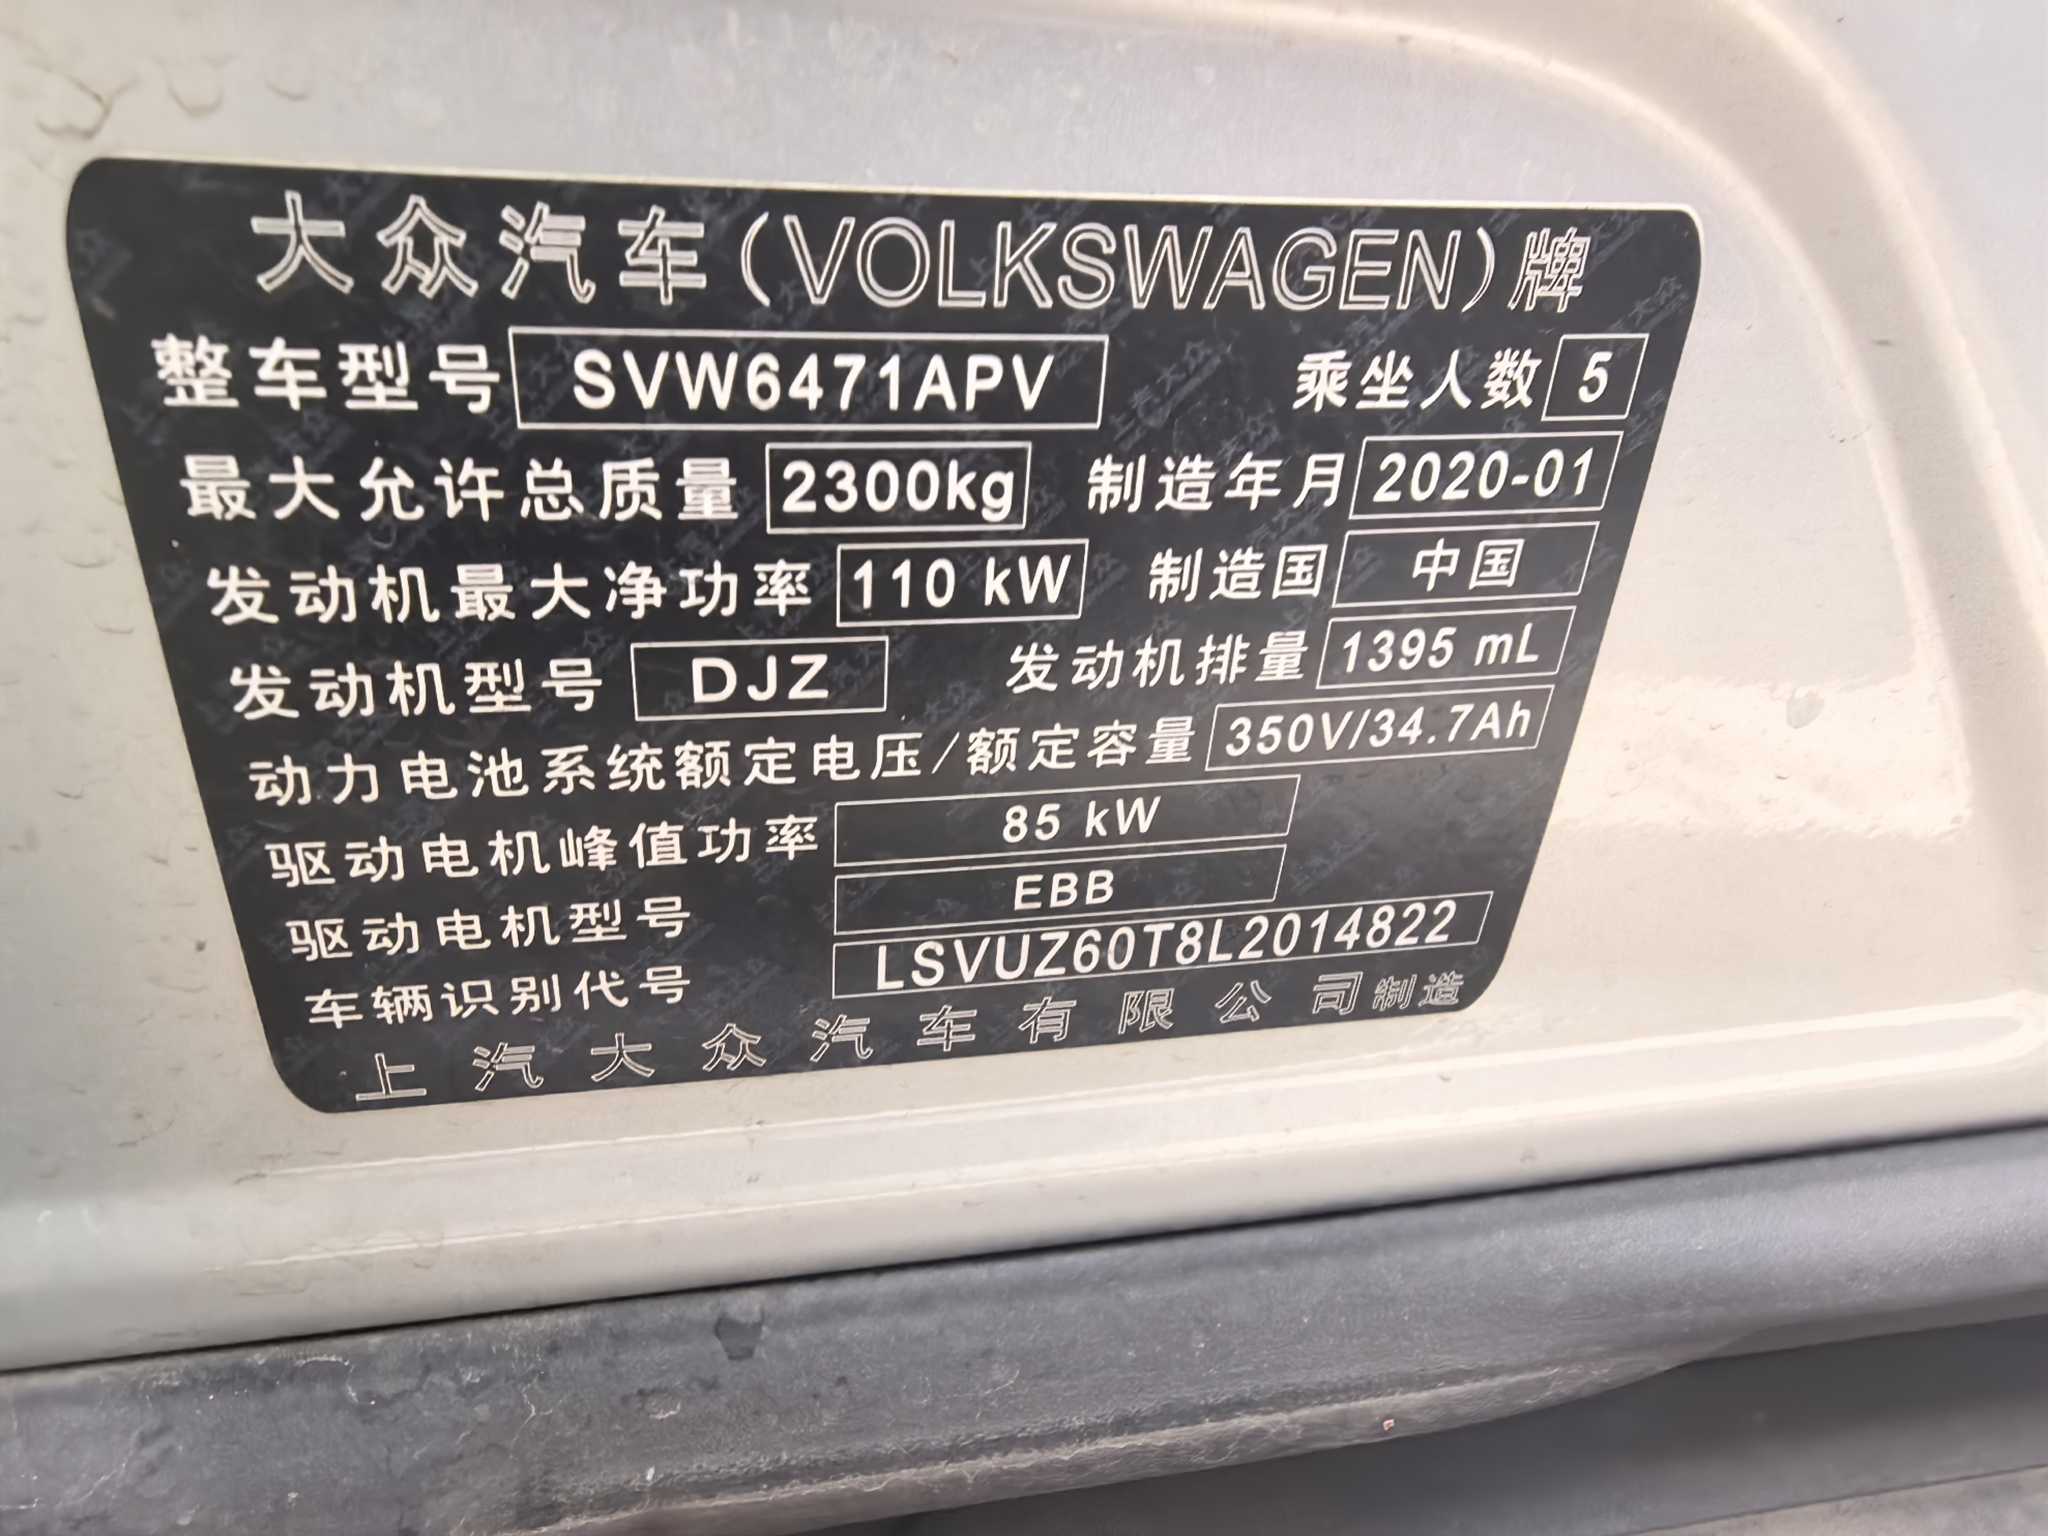 大众汽车(VOLKSWAGEN)牌
整车型号 SVW6471APV 乘坐人数 5
最大允许总质量 2300kg 制造年月 2020-01
发动机最大净功率 110 kW 制造国 中国
发动机型号 DJZ 发动机排量 1395 mL
动力电池系统额定电压/额定容量 350V/34.7Ah
驱动电机峰值功率 85 kW
驱动电机型号 EBB
车辆识别代号 LSVUZ60T8L2014822
上汽大众汽车有限公司制造